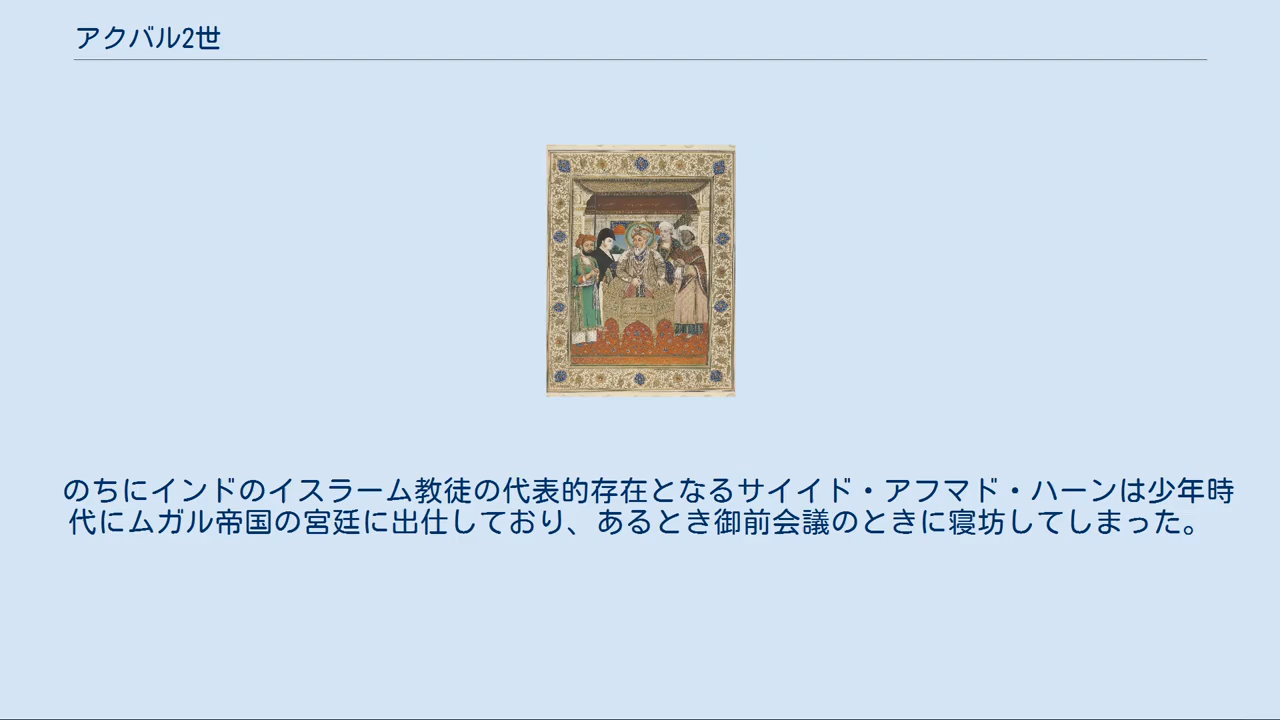 アクバル2世
のちにインドのイスラーム教徒の代表的存在となるサイイド・アフマド・ハーンは少年時
代にムガル帝国の宮廷に出仕しており、あるとき御前会議のときに寝坊してしまった。